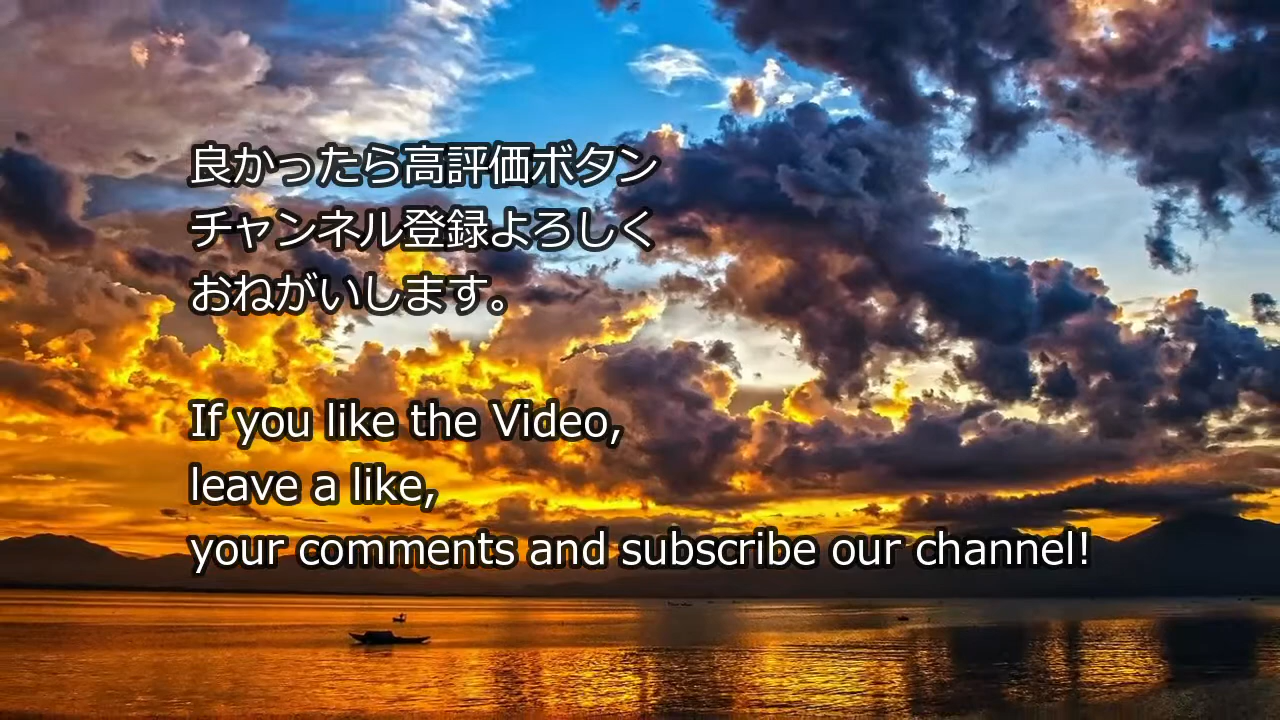 良かったら高評価ボタン
チャンネル登録よろしく
おねがいします。
If you like the Video,
leave a like,
your comments and subscribe our channel!